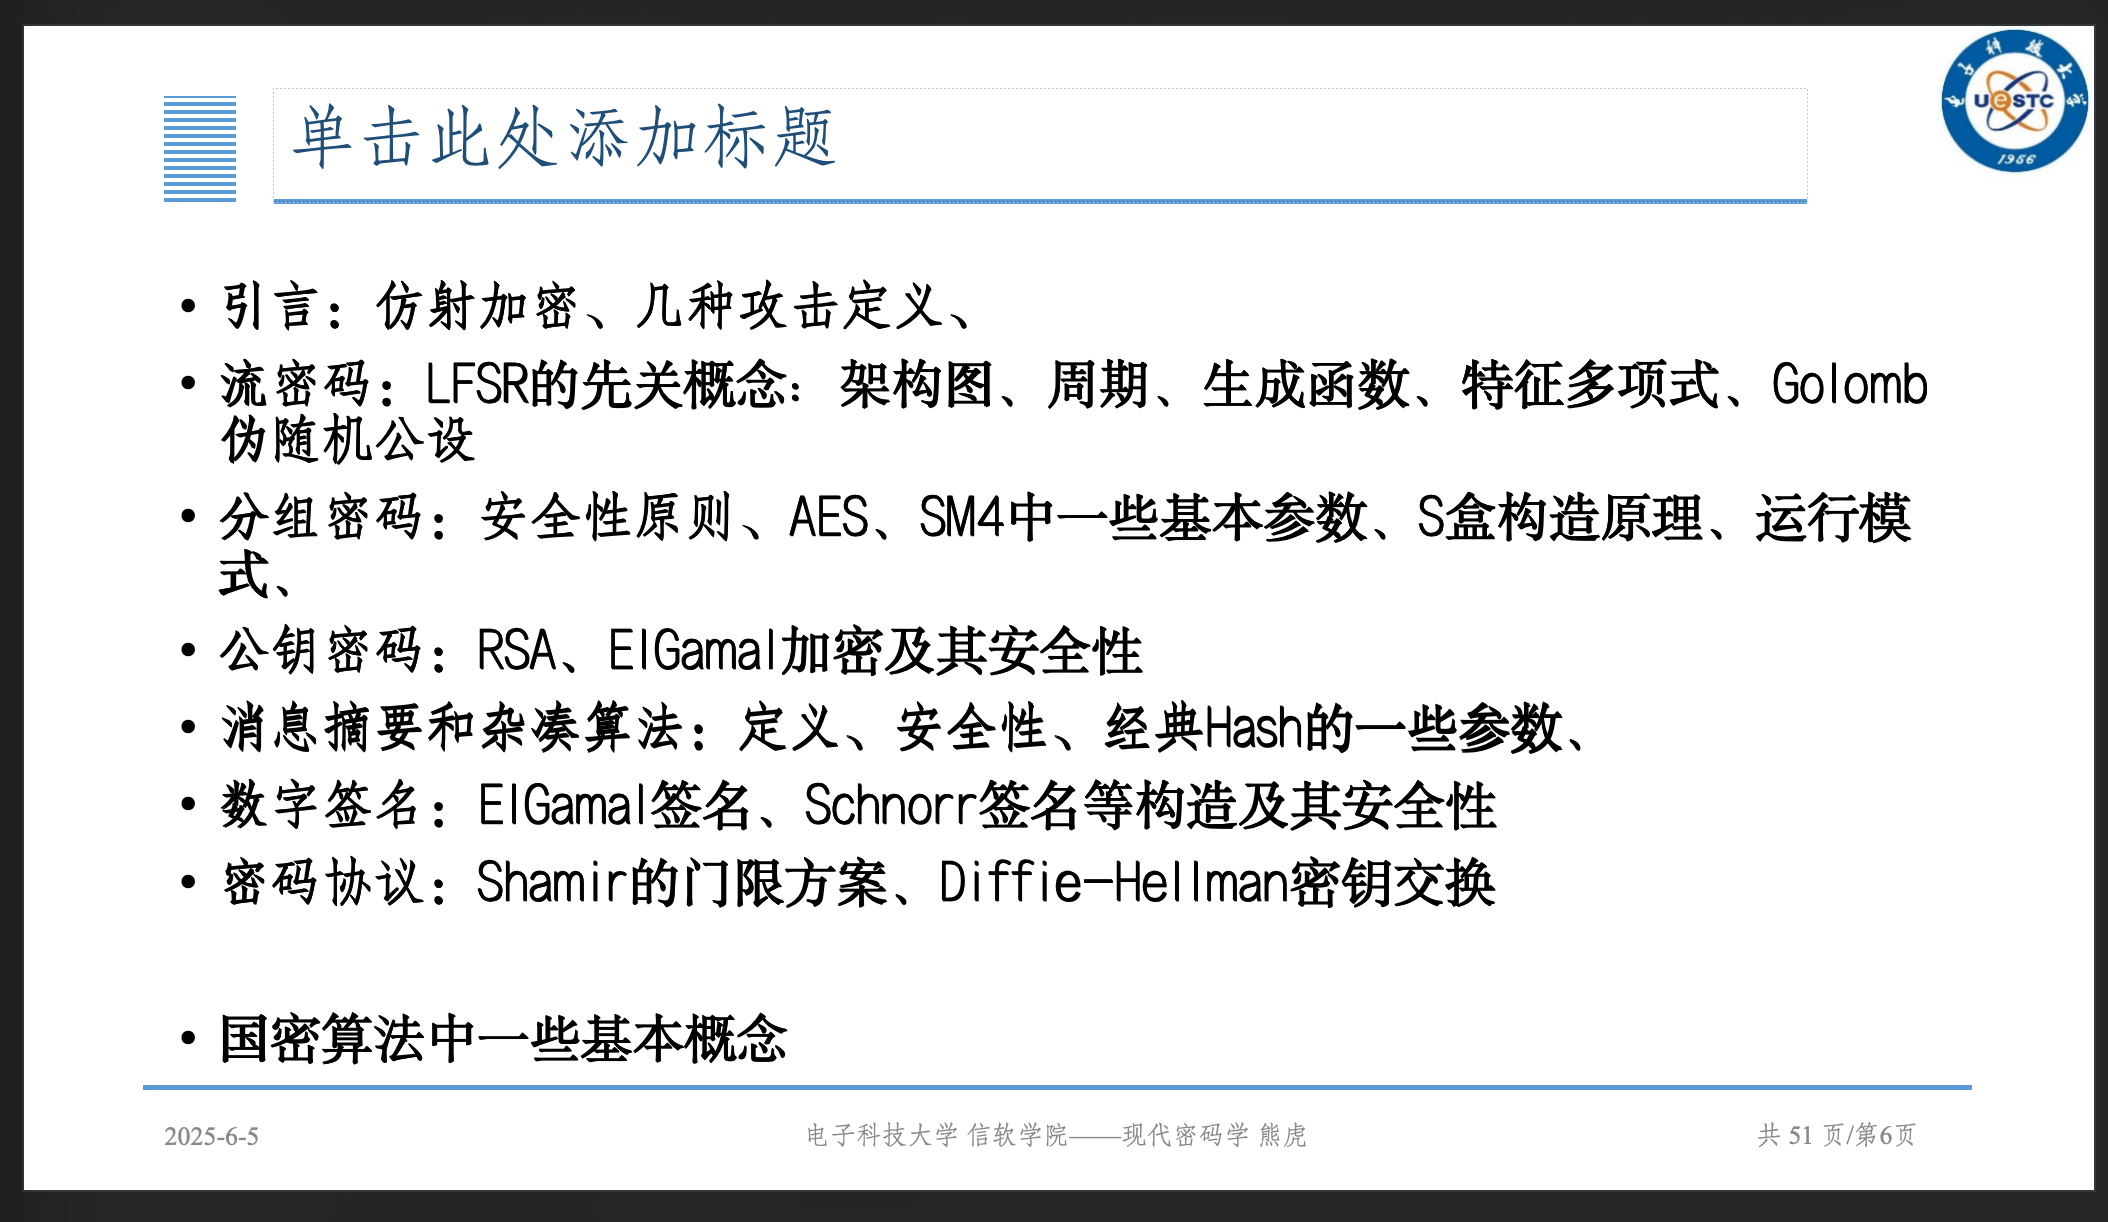 单击此处添加标题
UeSTC
1956
• 引言：仿射加密、几种攻击定义、
• 流密码：LFSR的先关概念：架构图、周期、生成函数、特征多项式、Golomb
伪随机公设
• 分组密码：安全性原则、AES、SM4中一些基本参数、S盒构造原理、运行模
式、
• 公钥密码：RSA、ElGamal加密及其安全性
• 消息摘要和杂凑算法：定义、安全性、经典Hash的一些参数、
• 数字签名：ElGamal签名、Schnorr签名等构造及其安全性
• 密码协议：Shamir的门限方案、Diffie-Hellman密钥交换
• 国密算法中一些基本概念
2025-6-5
电子科技大学 信软学院——现代密码学 熊虎
共 51 页/第6页